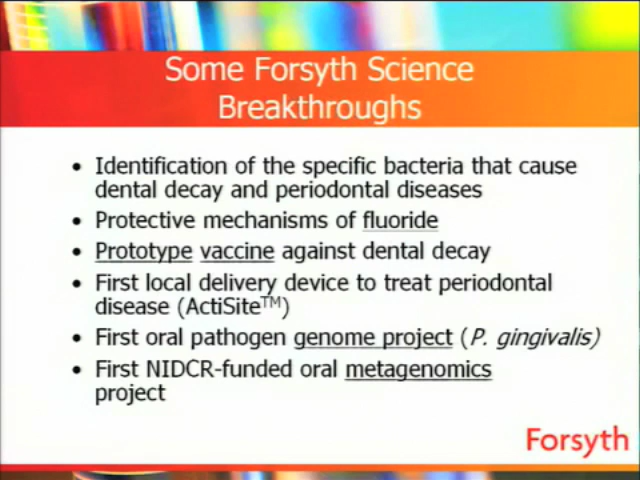 Some Forsyth Science
Breakthroughs
• Identification of the specific bacteria that cause
dental decay and periodontal diseases
• Protective mechanisms of fluoride
• Prototype vaccine against dental decay
• First local delivery device to treat periodontal
disease (ActiSite™)
• First oral pathogen genome project (P. gingivalis)
• First NIDCR-funded oral metagenomics
project
Forsyth